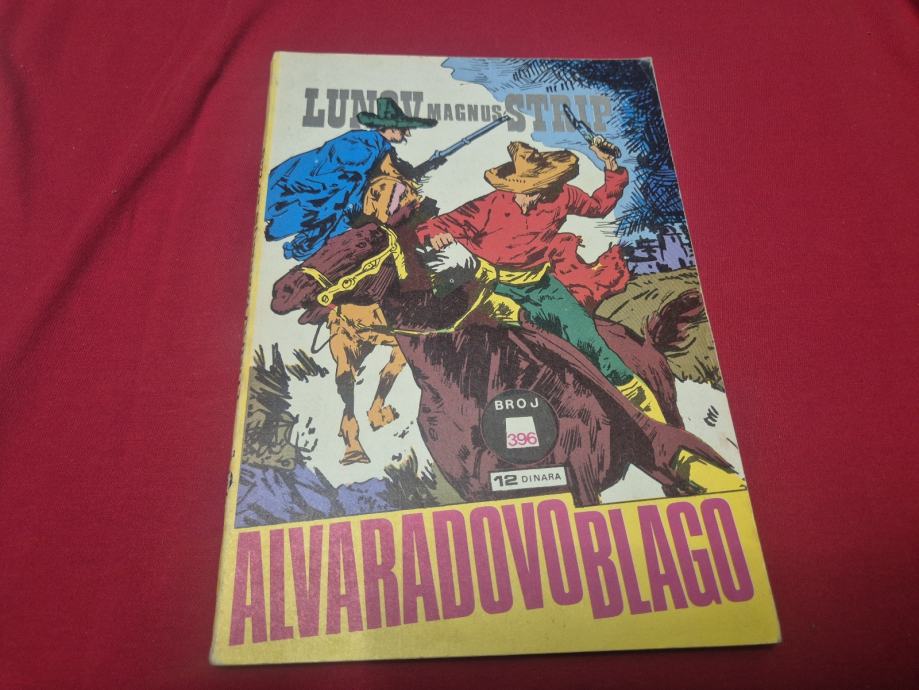 LUNOV MAGNUS STRIP
BROJ
396
12 DINARA
ALVARADOVO BLAGO